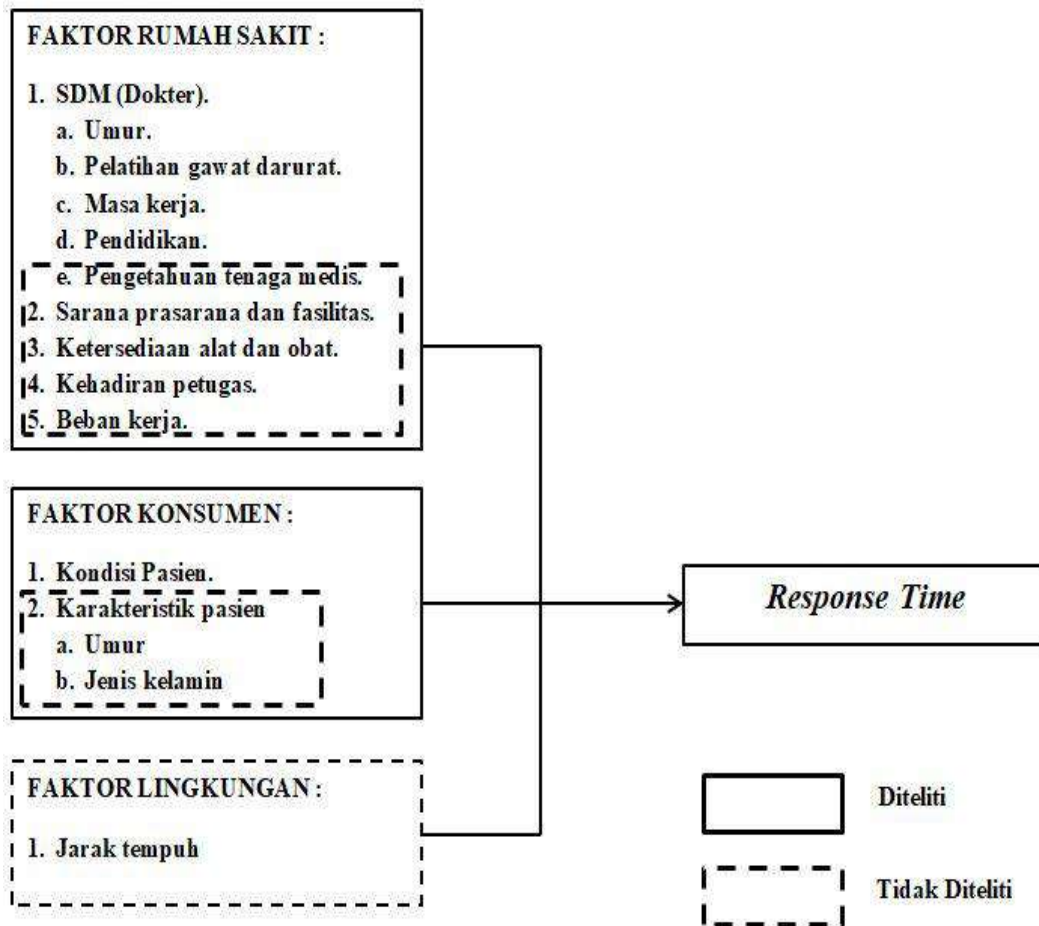 FAKTOR RUMAH SAKIT :
1. SDM (Dokter).
a. Umur.
b. Pelatihan gawat darurat.
c. Masa kerja.
d. Pendidikan.
e. Pengetahuan tenaga medis.
2. Sarana prasarana dan fasilitas.
3. Ketersediaan alat dan obat.
4. Kehadiran petugas.
5. Beban kerja.
FAKTOR KONSUMEN :
1. Kondisi Pasien.
2. Karakteristik pasien
a. Umur
b. Jenis kelamin
FAKTOR LINGKUNGAN :
1. Jarak tempuh
Response Time
Diteliti
Tidak Diteliti